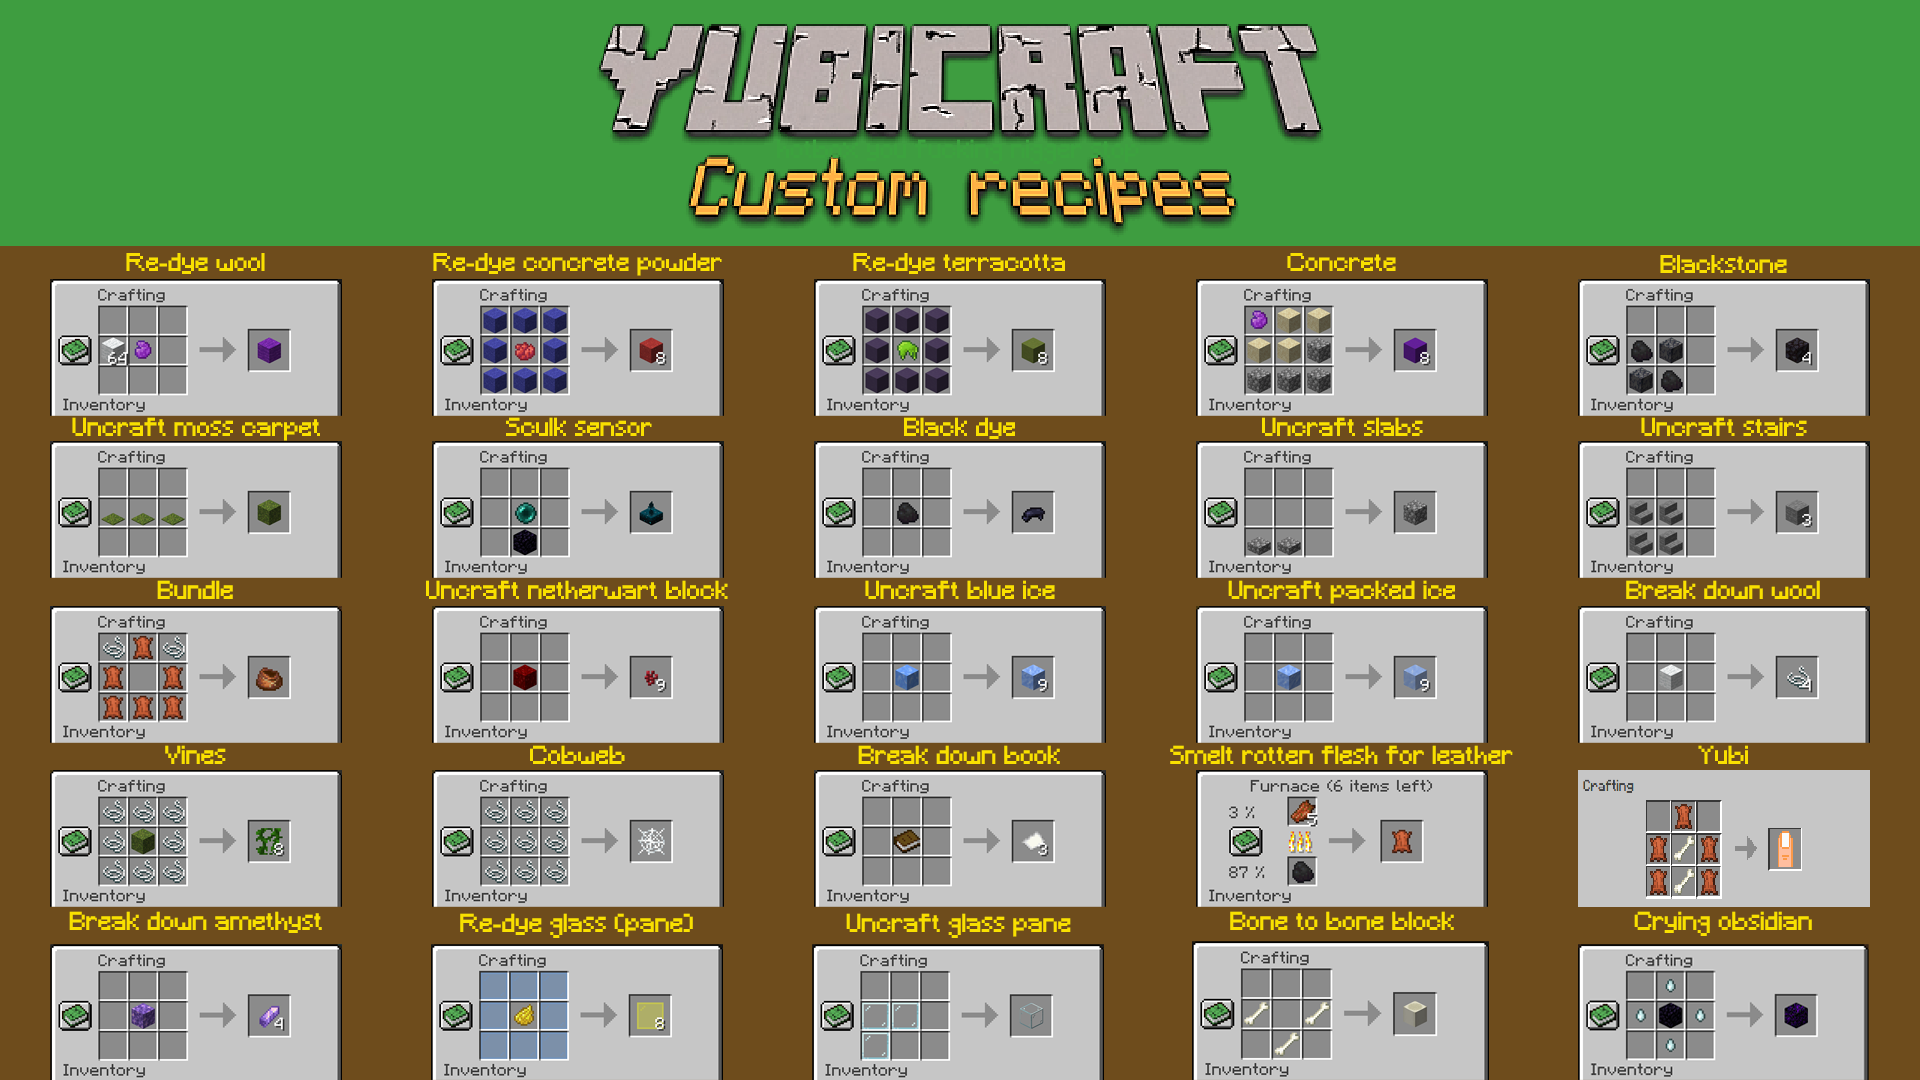 YUBICRAFT
Custom recipes
Re-dye wool
Crafting
64
Inventory
Re-dye concrete powder
Crafting
8
Inventory
Re-dye terracotta
Crafting
8
Inventory
Concrete
Crafting
8
Inventory
Blackstone
Crafting
4
Inventory
Uncraft moss carpet
Crafting
Inventory
Sculk sensor
Crafting
Inventory
Black dye
Crafting
Inventory
Uncraft slabs
Crafting
Inventory
Uncraft stairs
Crafting
3
Inventory
Bundle
Crafting
Inventory
Uncraft netherwart block
Crafting
9
Inventory
Uncraft blue ice
Crafting
9
Inventory
Uncraft packed ice
Crafting
9
Inventory
Break down wool
Crafting
4
Inventory
Vines
Crafting
8
Inventory
Cobweb
Crafting
Inventory
Break down book
Crafting
3
Inventory
Smelt rotten flesh for leather
Furnace (6 items left)
3 %
5
87 %
Inventory
Yubi
Crafting
Break down amethyst
Crafting
4
Inventory
Re-dye glass (pane)
Crafting
8
Inventory
Uncraft glass pane
Crafting
Inventory
Bone to bone block
Crafting
Inventory
Crying obsidian
Crafting
Inventory